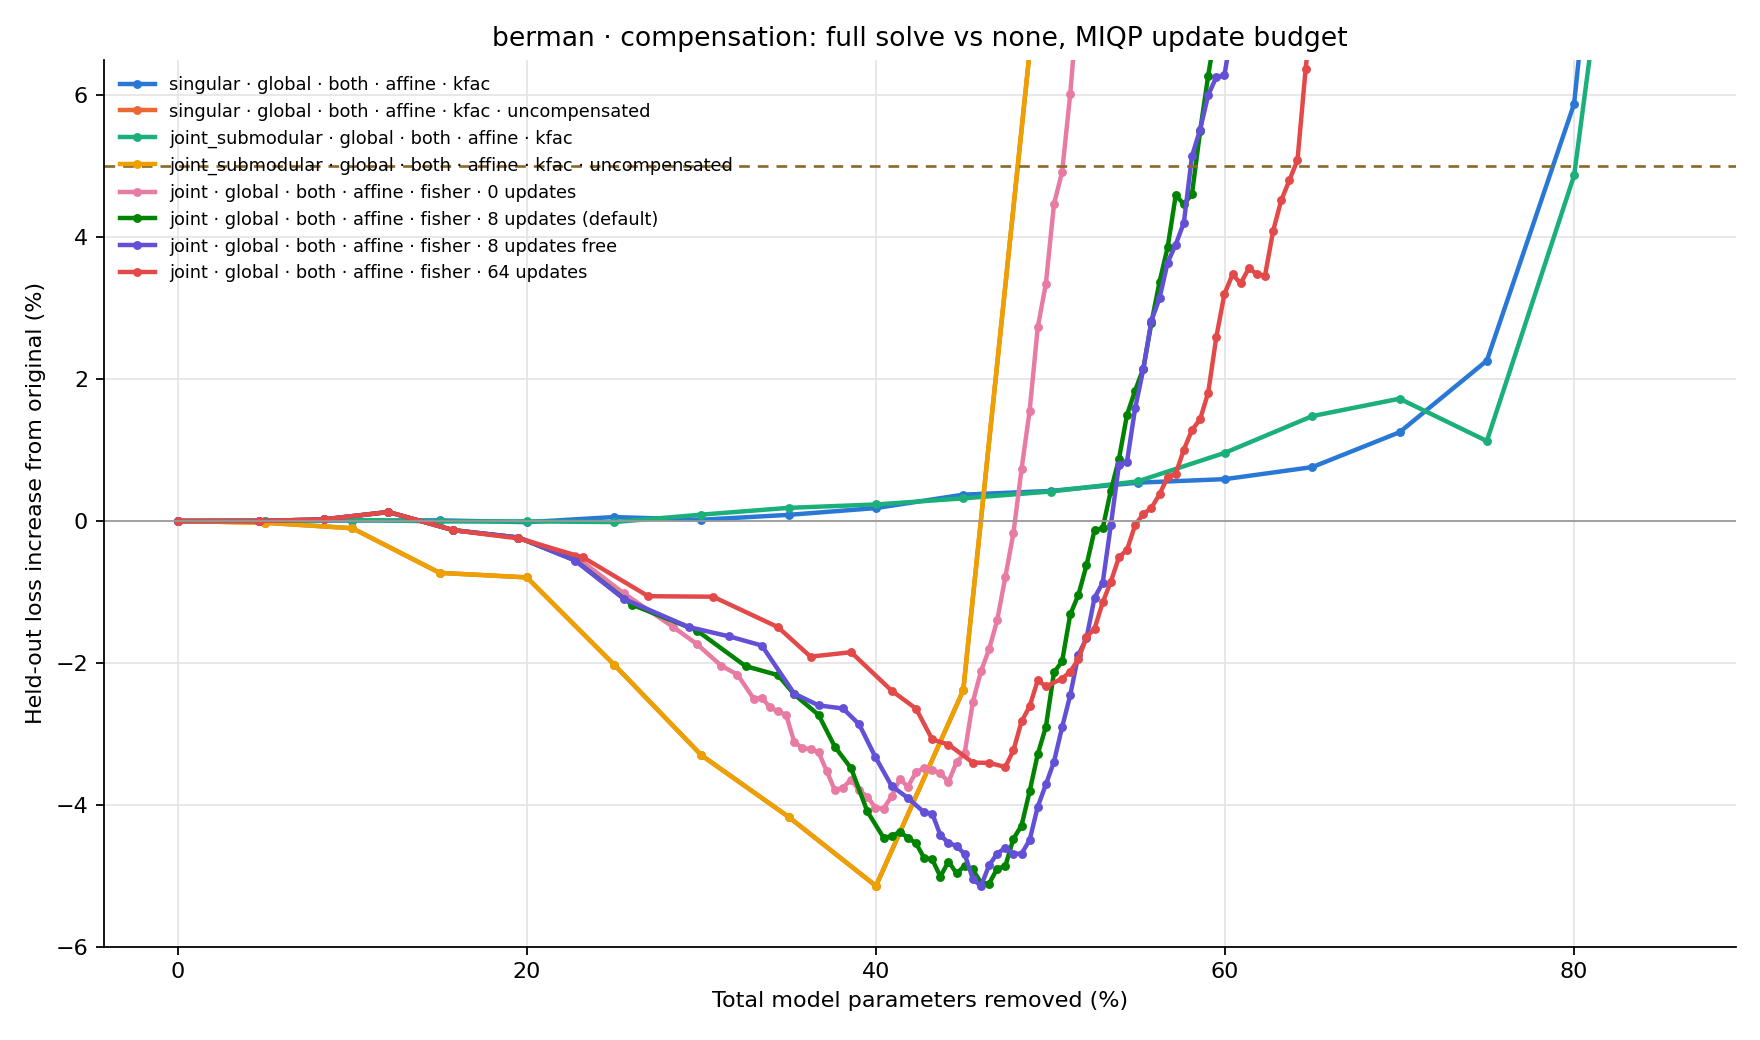 berman · compensation: full solve vs none, MIQP update budget
singular · global · both · affine · kfac
singular · global · both · affine · kfac · uncompensated
joint_submodular · global · both · affine · kfac
joint_submodular · global · both · affine · kfac · uncompensated
joint · global · both · affine · fisher · 0 updates
joint · global · both · affine · fisher · 8 updates (default)
joint · global · both · affine · fisher · 8 updates free
joint · global · both · affine · fisher · 64 updates
Held-out loss increase from original (%)
6
4
2
0
−2
−4
−6
0 20 40 60 80
Total model parameters removed (%)